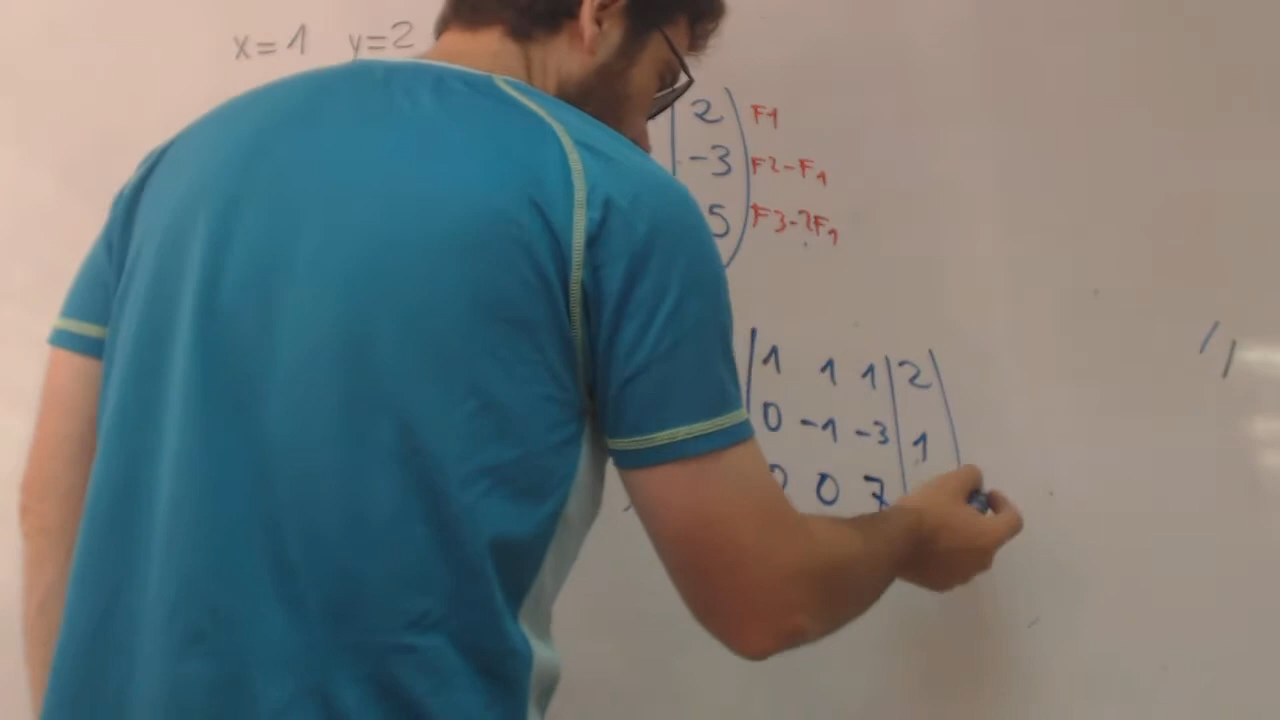 x=1 y=2
2 F1
-3 F2-F1
5 F3-2F1
1 1 1 2
0 -1 -3 1
0 7